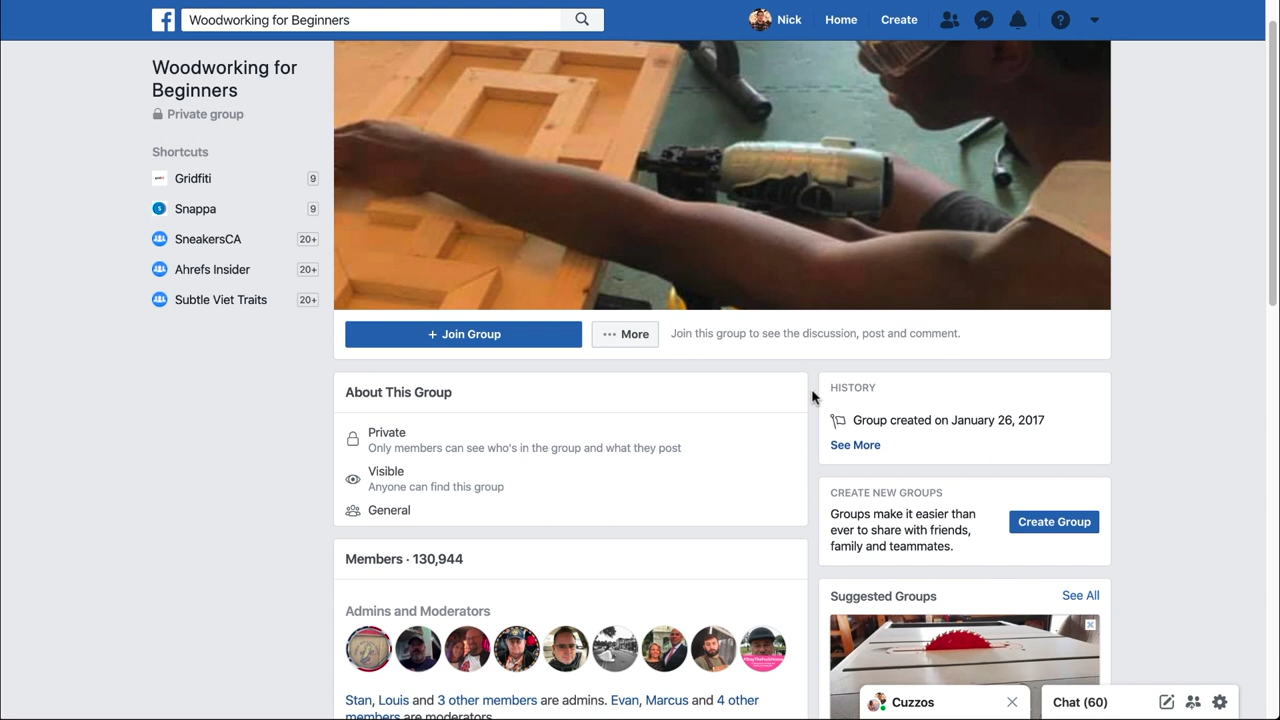 Woodworking for Beginners
Nick
Home
Create
Woodworking for
Beginners
Private group
Shortcuts
Gridfiti 9
Snappa 9
SneakersCA 20+
Ahrefs Insider 20+
Subtle Viet Traits 20+
+ Join Group
••• More
Join this group to see the discussion, post and comment.
About This Group
Private
Only members can see who's in the group and what they post
Visible
Anyone can find this group
General
Members · 130,944
Admins and Moderators
Stan, Louis and 3 other members are admins. Evan, Marcus and 4 other
members are moderators
HISTORY
Group created on January 26, 2017
See More
CREATE NEW GROUPS
Groups make it easier than
ever to share with friends,
family and teammates.
Create Group
Suggested Groups
See All
Cuzzos
Chat (60)